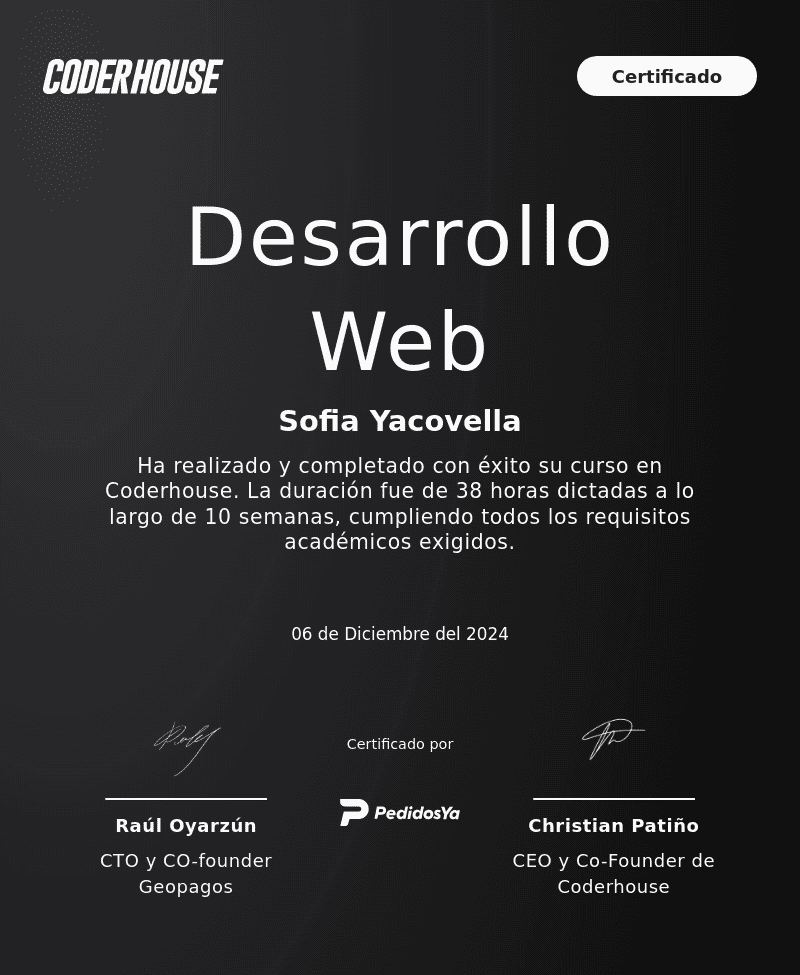 CODERHOUSE
Certificado
Desarrollo
Web
Sofia Yacovella
Ha realizado y completado con éxito su curso en
Coderhouse. La duración fue de 38 horas dictadas a lo
largo de 10 semanas, cumpliendo todos los requisitos
académicos exigidos.
06 de Diciembre del 2024
Certificado por
PedidosYa
Raúl Oyarzún
CTO y CO-founder
Geopagos
Christian Patiño
CEO y Co-Founder de
Coderhouse